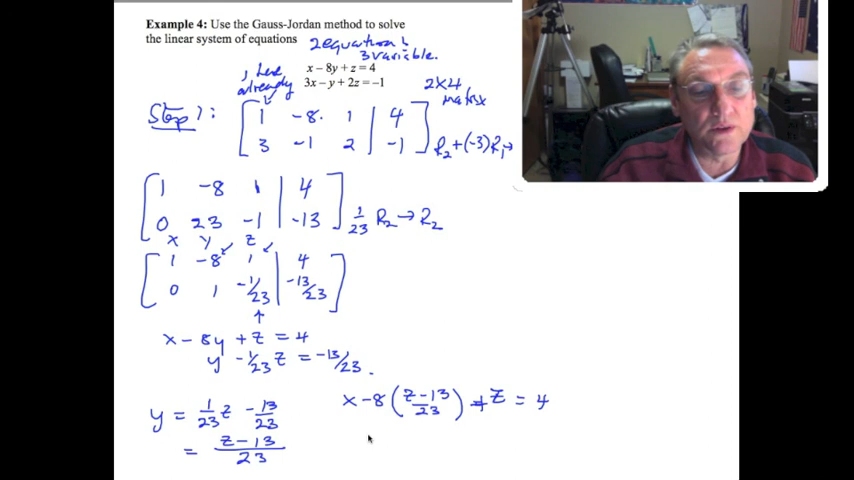 Example 4: Use the Gauss-Jordan method to solve
the linear system of equations
2 equation
3 variable.
x – 8y + z = 4
3x – y + 2z = –1
1 here
already
2x4
matrix
Step 1:
1 -8 1 | 4
3 -1 2 | -1
R2 + (-3)R1 →
1 -8 1 | 4
0 23 -1 | -13
1/23 R2 → R2
x y z
1 -8 1 | 4
0 1 -1/23 | -13/23
↑
x - 8y + z = 4
y - 1/23 z = -13/23.
y = 1/23 z - 13/23
= z - 13 / 23
x - 8 (z - 13 / 23) + z = 4